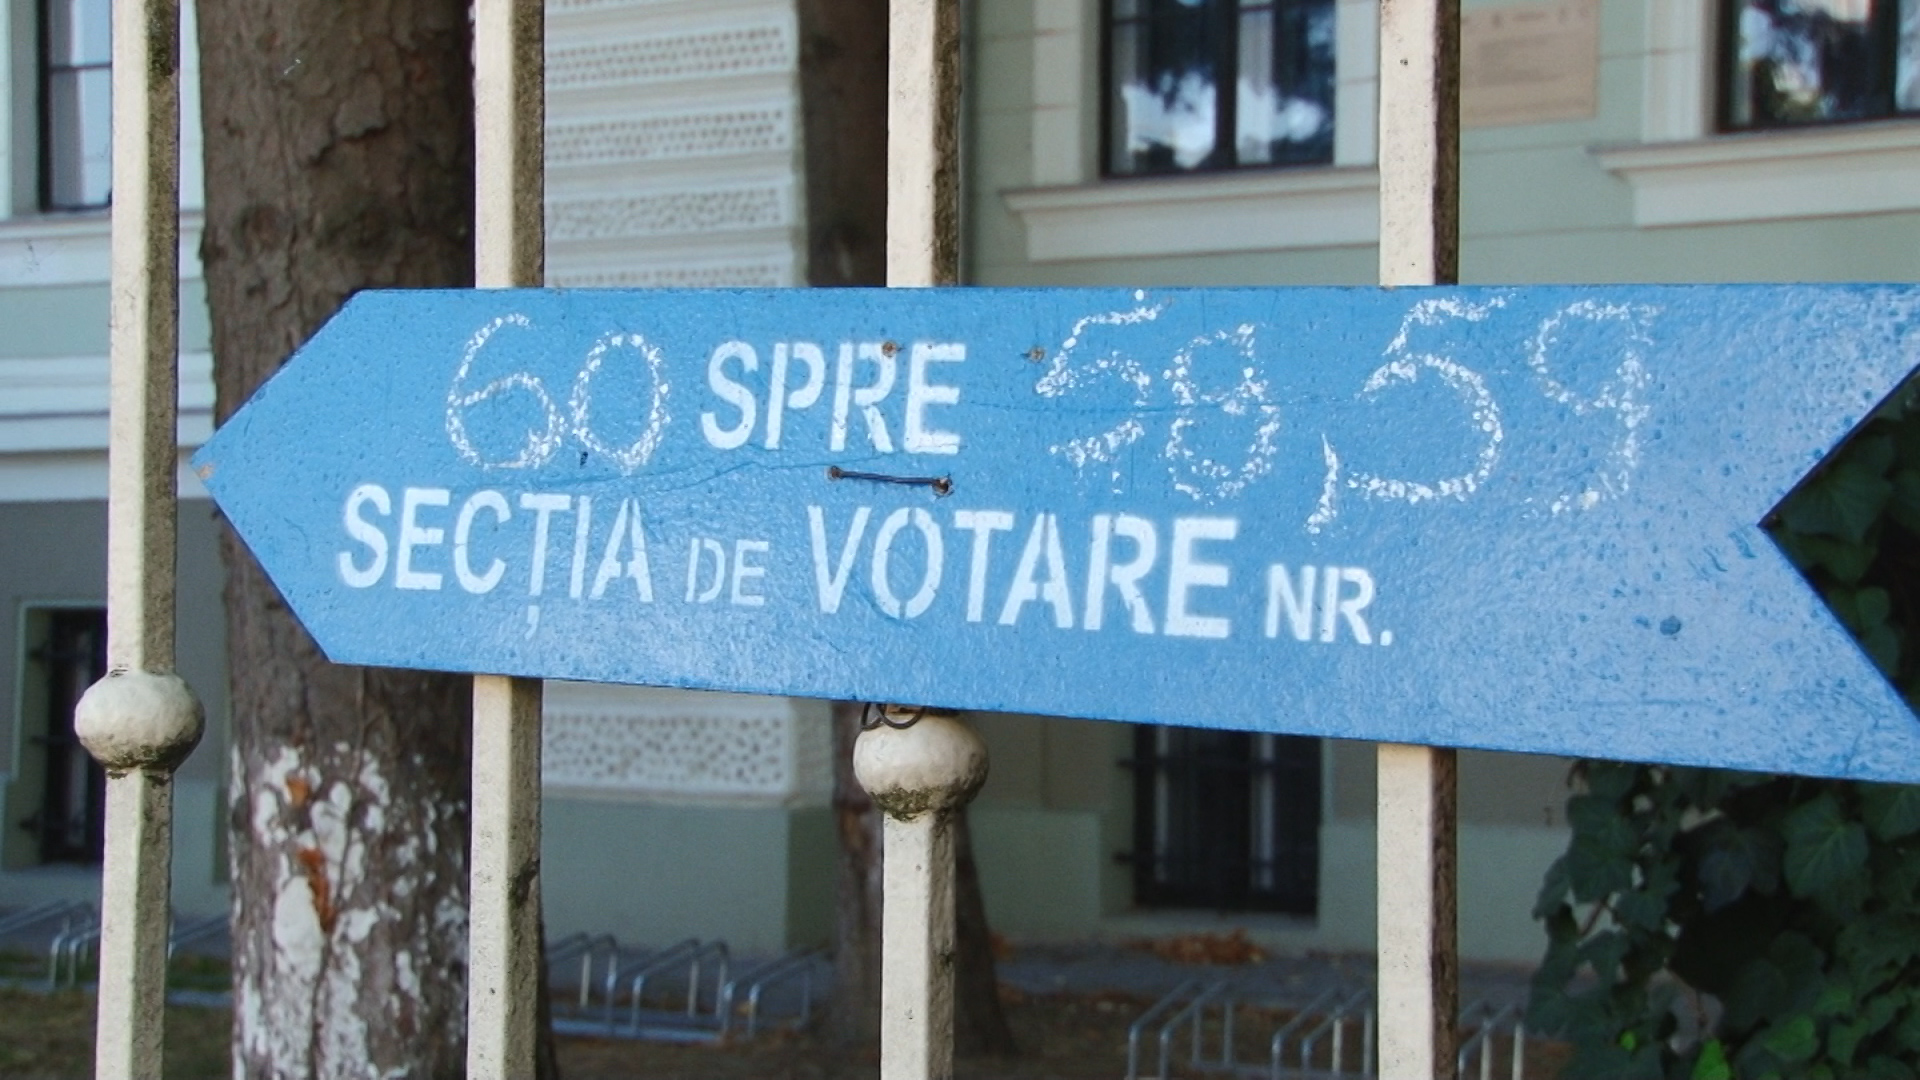 60 SPRE 58,59
SECȚIA DE VOTARE NR.